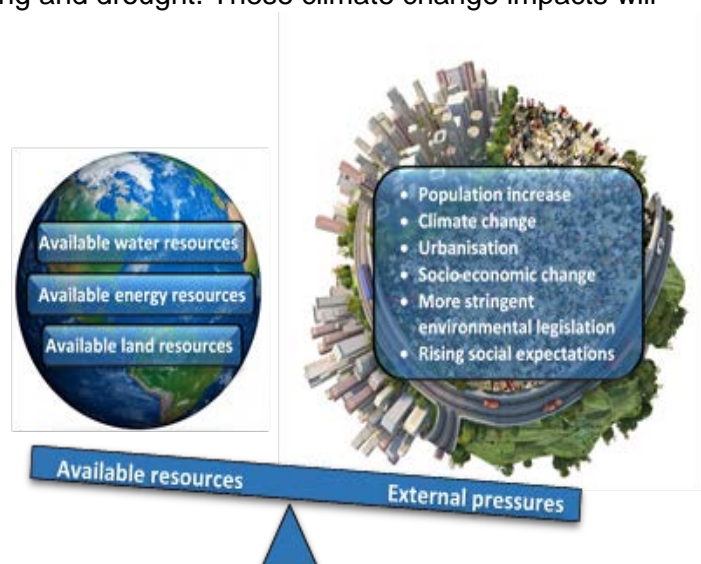 and drought. These climate change impacts will
Available water resources
Available energy resources
Available land resources
• Population increase
• Climate change
• Urbanisation
• Socio-economic change
• More stringent
environmental legislation
• Rising social expectations
Available resources
External pressures